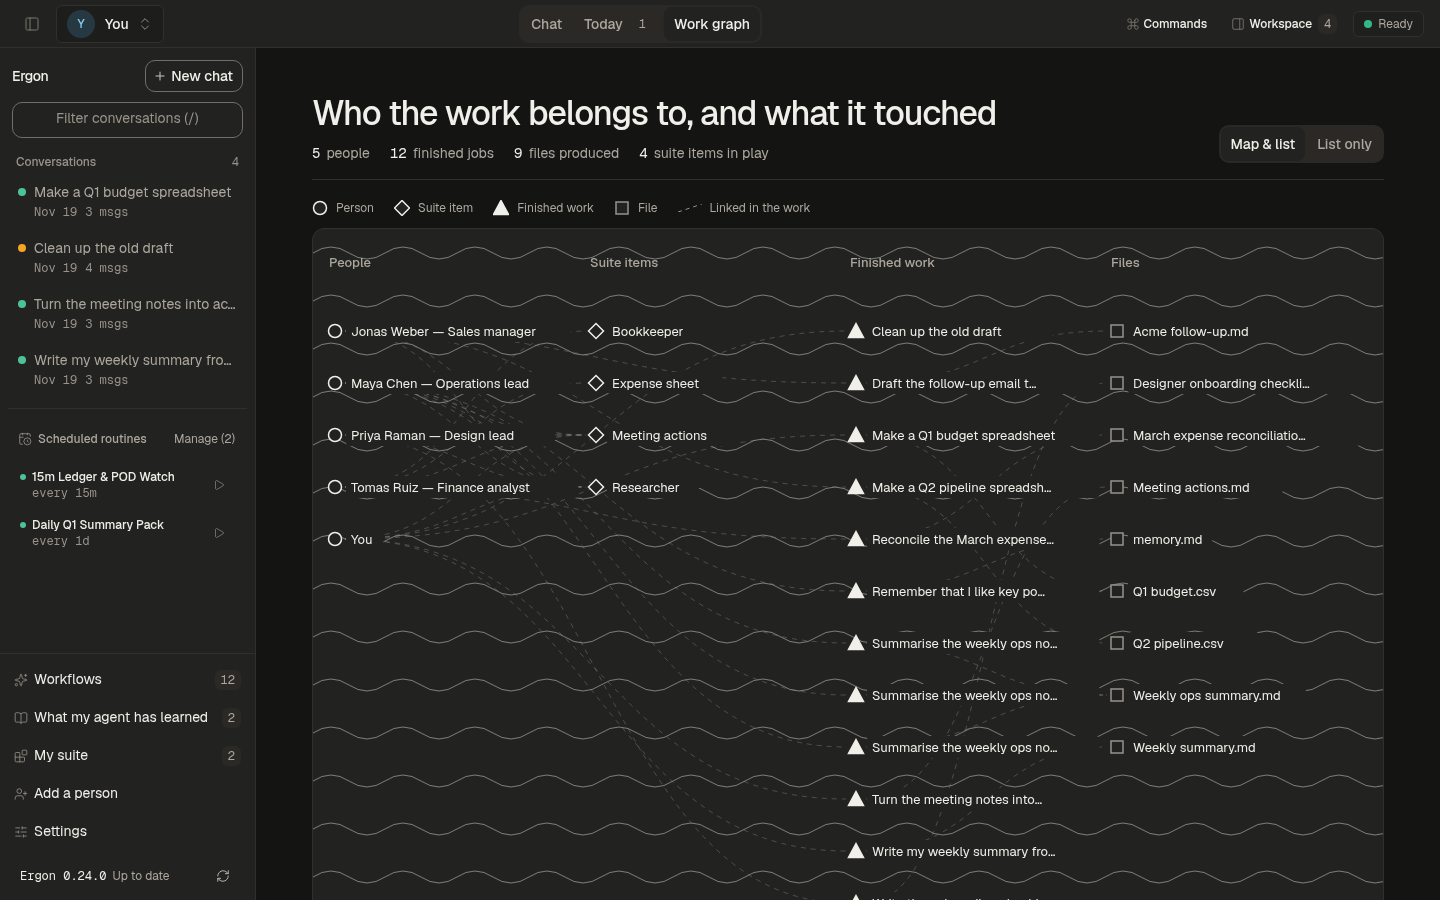 Y You
Chat Today 1 Work graph
Commands Workspace 4 Ready
Ergon
New chat
Filter conversations (/)
Conversations 4
Make a Q1 budget spreadsheet
Nov 19 3 msgs
Clean up the old draft
Nov 19 4 msgs
Turn the meeting notes into ac…
Nov 19 3 msgs
Write my weekly summary fro…
Nov 19 3 msgs
Scheduled routines Manage (2)
15m Ledger & POD Watch
every 15m
Daily Q1 Summary Pack
every 1d
Workflows 12
What my agent has learned 2
My suite 2
Add a person
Settings
Ergon 0.24.0 Up to date
Who the work belongs to, and what it touched
5 people 12 finished jobs 9 files produced 4 suite items in play
Map & list List only
Person Suite item Finished work File Linked in the work
People Suite items Finished work Files
Jonas Weber — Sales manager Bookkeeper Clean up the old draft Acme follow-up.md
Maya Chen — Operations lead Expense sheet Draft the follow-up email t… Designer onboarding checkli…
Priya Raman — Design lead Meeting actions Make a Q1 budget spreadsheet March expense reconciliatio…
Tomas Ruiz — Finance analyst Researcher Make a Q2 pipeline spreadsh… Meeting actions.md
You Reconcile the March expense… memory.md
Remember that I like key po… Q1 budget.csv
Summarise the weekly ops no… Q2 pipeline.csv
Summarise the weekly ops no… Weekly ops summary.md
Summarise the weekly ops no… Weekly summary.md
Turn the meeting notes into…
Write my weekly summary fro…